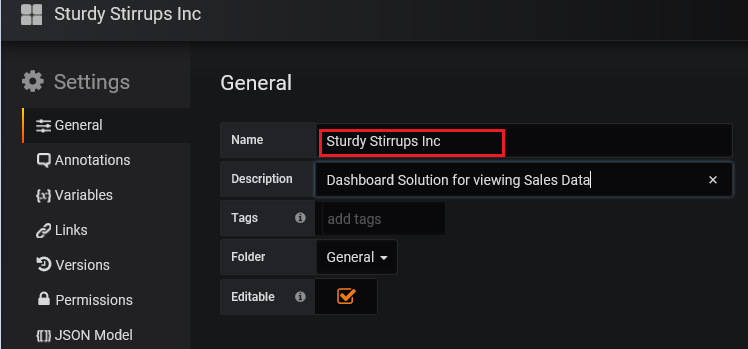 Sturdy Stirrups Inc
Settings
General
Annotations
Variables
Links
Versions
Permissions
JSON Model
General
Name Sturdy Stirrups Inc
Description Dashboard Solution for viewing Sales Data
Tags add tags
Folder General
Editable